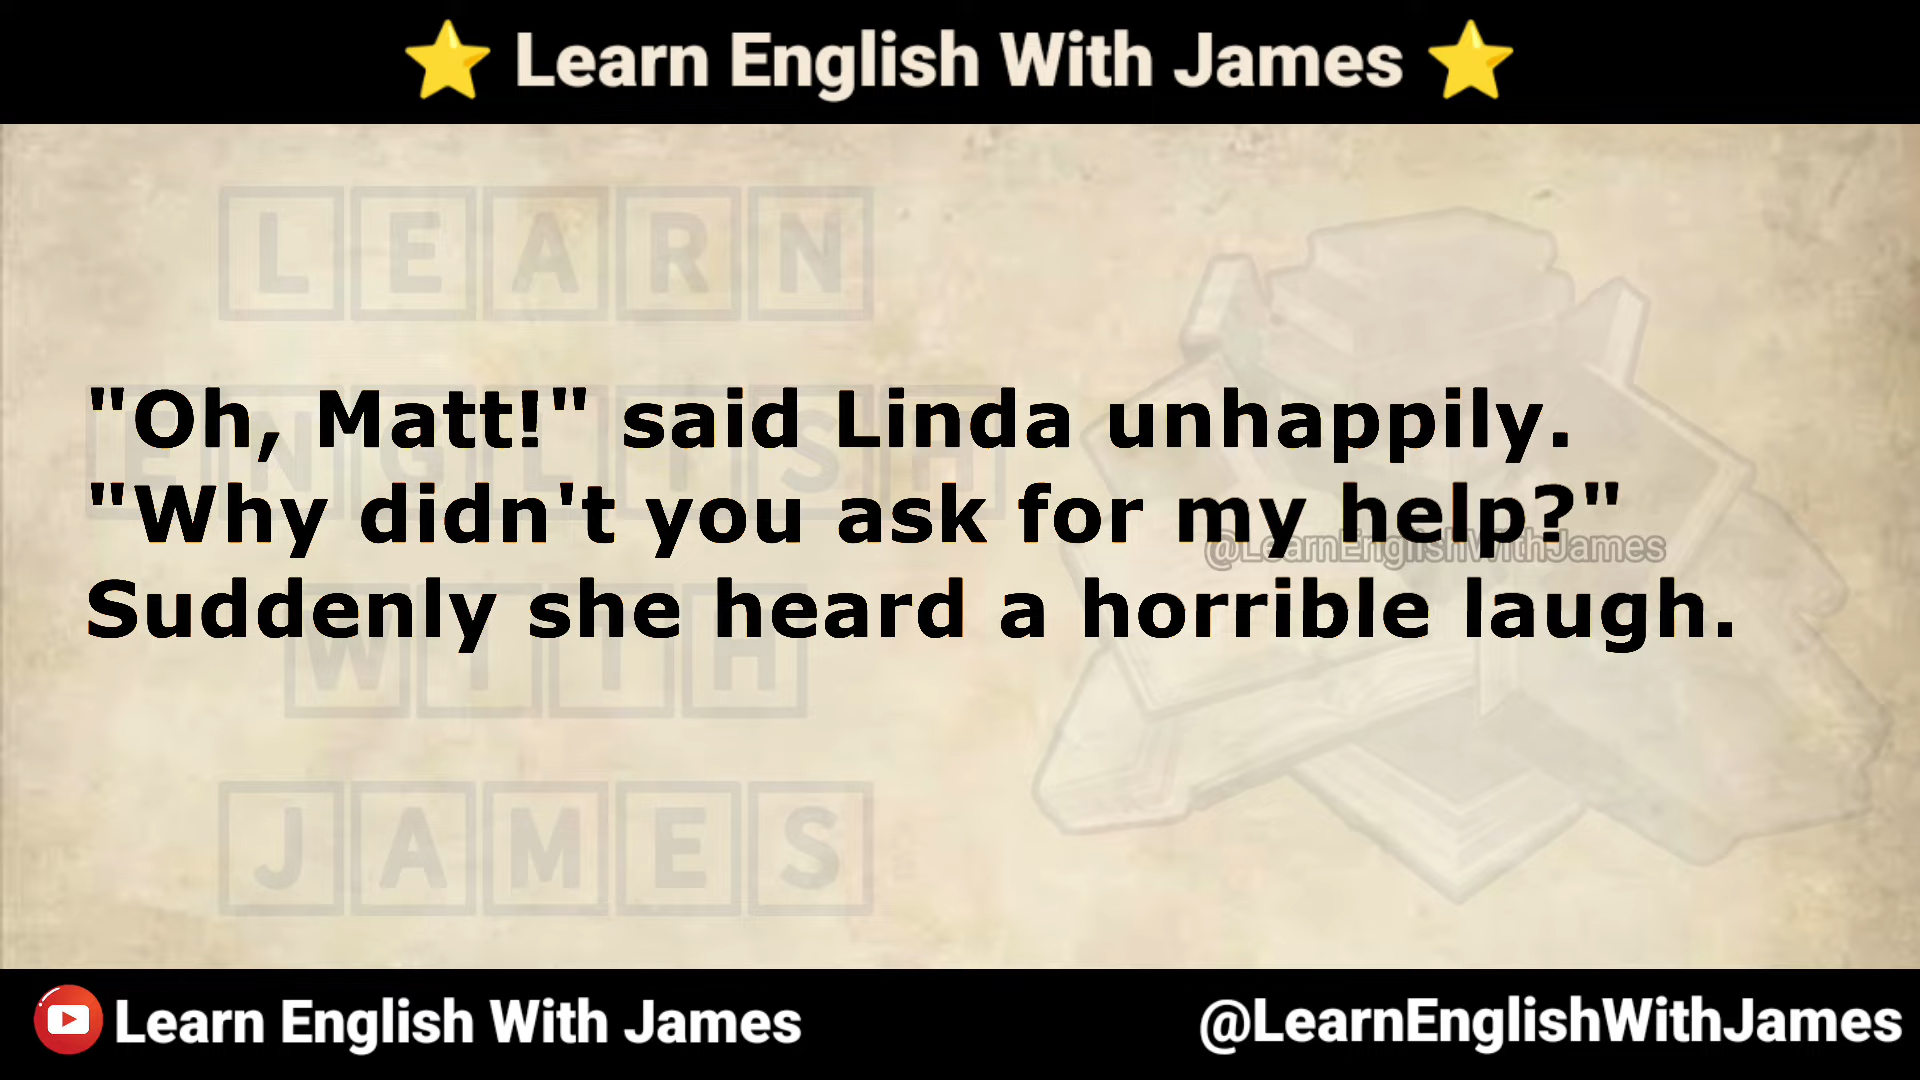 ⭐ Learn English With James ⭐
LEARN
ENGLISH
WITH
JAMES
"Oh, Matt!" said Linda unhappily.
"Why didn't you ask for my help?"
@LearnEnglishWithJames
Suddenly she heard a horrible laugh.
Learn English With James
@LearnEnglishWithJames